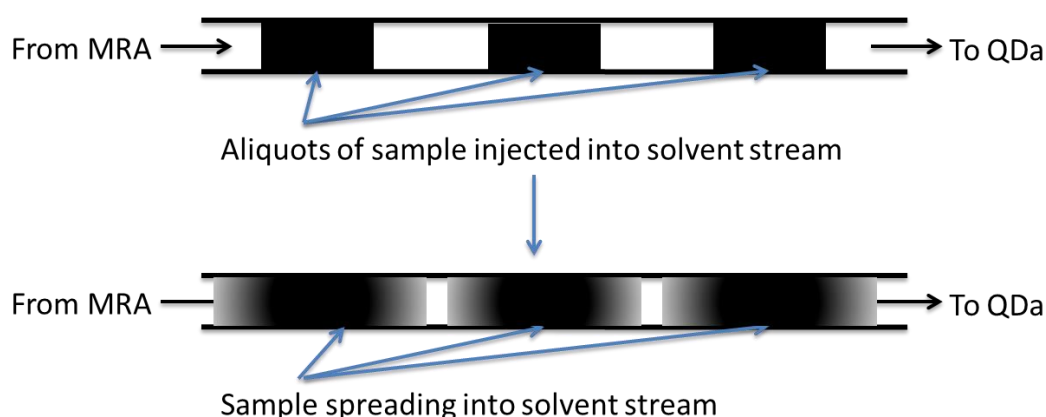 From MRA
To QDa
Aliquots of sample injected into solvent stream
From MRA
To QDa
Sample spreading into solvent stream